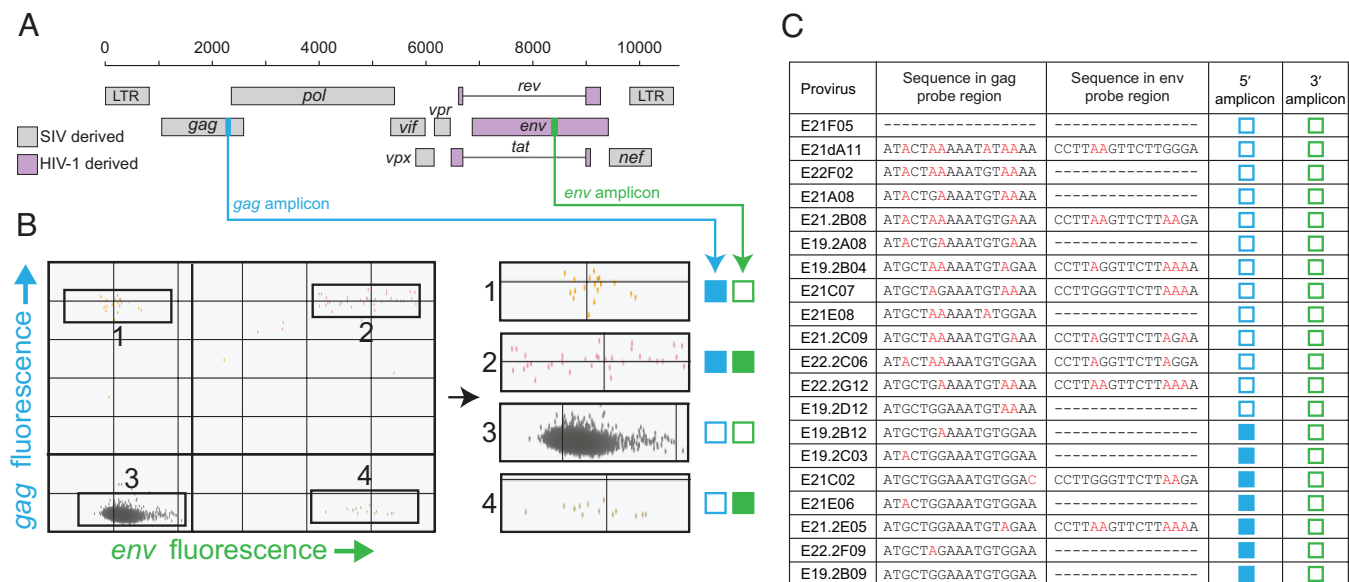 A
0 2000 4000 6000 8000 10000
LTR pol rev LTR
gag vif vpr env
vpx tat nef
SIV derived
HIV-1 derived
gag amplicon
env amplicon
B
gag fluorescence
env fluorescence
1
2
3
4
1
2
3
4
C
Provirus Sequence in gag probe region Sequence in env probe region 5′ amplicon 3′ amplicon
E21F05 ---------------- ----------------
E21dA11 ATACTAAAAATATAAAA CCTTAAGTTCTTGGGA
E22F02 ATACTAAAAATGTAAAA ----------------
E21A08 ATACTGAAAATGTAAAA ----------------
E21.2B08 ATACTAAAAATGTGAAA CCTTAAGTTCTTAAGA
E19.2A08 ATACTGAAAATGTGAAA ----------------
E19.2B04 ATGCTAAAAATGTAGAA CCTTAGGTTCTTAAAA
E21C07 ATGCTAGAAATGTAAAA CCTTGGGTTCTTAAAA
E21E08 ATGCTAAAAATATGGAA ----------------
E21.2C09 ATGCTAAAAATGTGAAA CCTTAGGTTCTTAGAA
E22.2C06 ATACTAAAAATGTGGAA CCTTAGGTTCTTAGGA
E22.2G12 ATGCTGAAAATGTAAAA CCTTAAGTTCTTAAAA
E19.2D12 ATGCTGGAAATGTAAAA ----------------
E19.2B12 ATGCTGAAAATGTGGAA ----------------
E19.2C03 ATACTGGAAATGTGGAA ----------------
E21C02 ATGCTGGAAATGTGGAC CCTTGGGTTCTTAAGA
E21E06 ATACTGGAAATGTGGAA ----------------
E21.2E05 ATGCTGGAAATGTAGAA CCTTAAGTTCTTAAAA
E22.2F09 ATGCTAGAAATGTGGAA ----------------
E19.2B09 ATGCTGGAAATGTGGAA ----------------